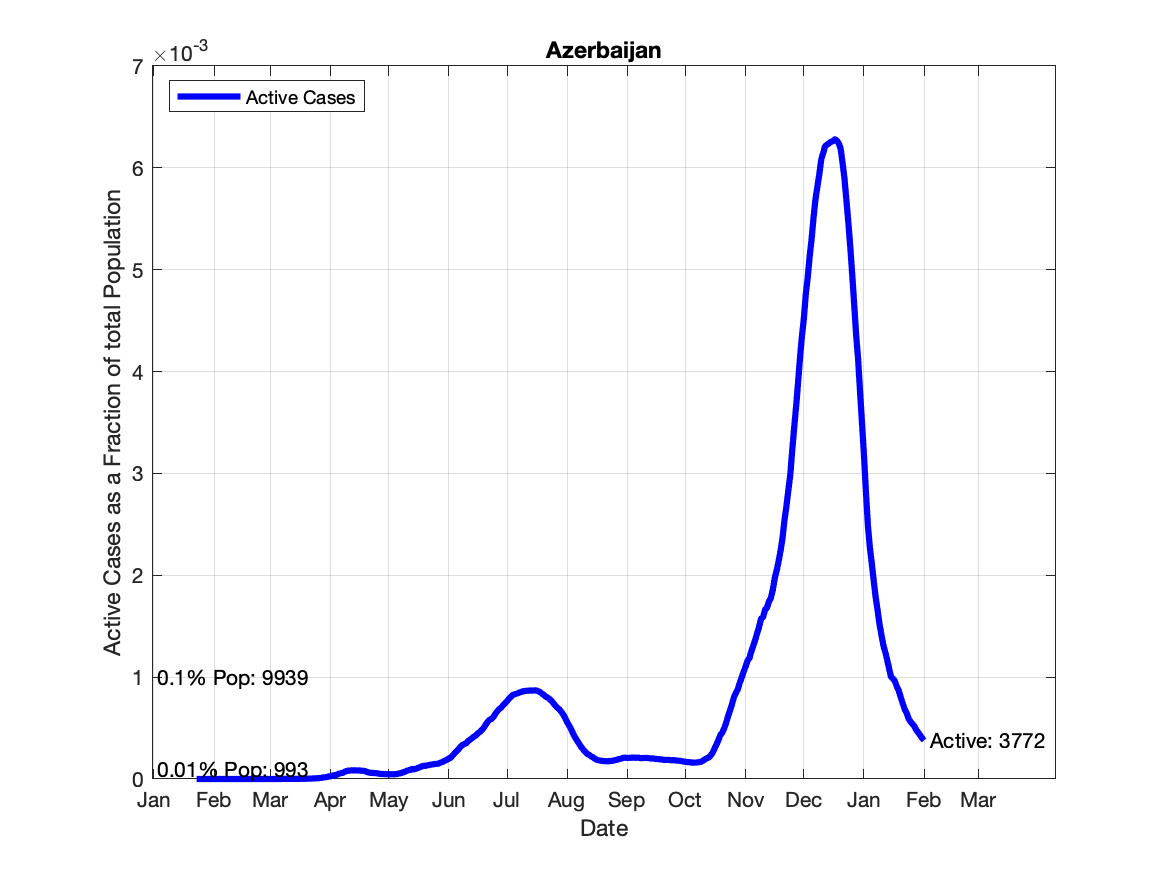 Azerbaijan
×10-3
7
6
5
4
3
2
1
0
Active Cases as a Fraction of total Population
Active Cases
0.1% Pop: 9939
0.01% Pop: 993
Active: 3772
Jan Feb Mar Apr May Jun Jul Aug Sep Oct Nov Dec Jan Feb Mar
Date